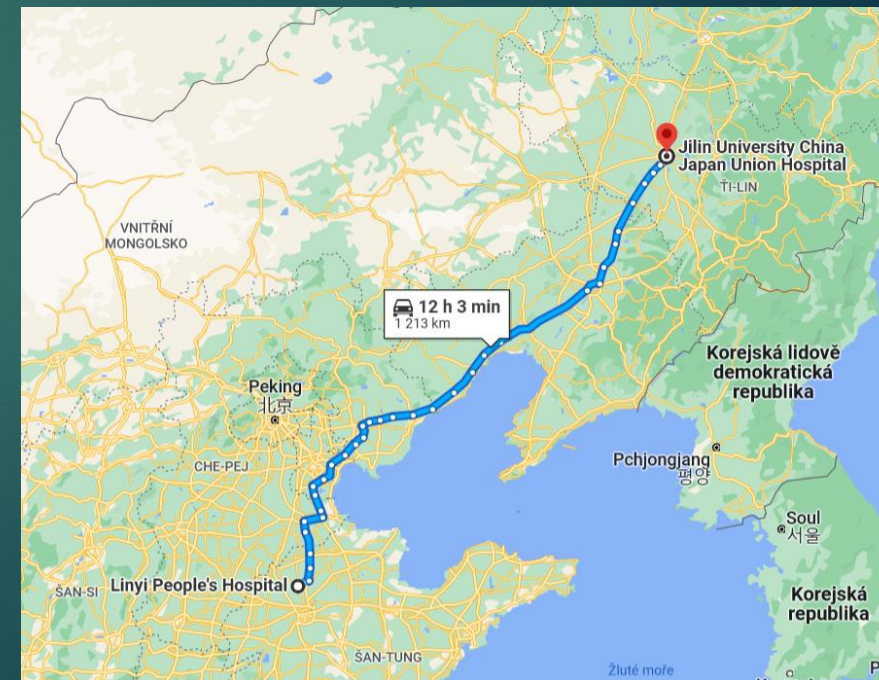 Jilin University China
Japan Union Hospital
ŤI-LIN
VNITŘNÍ
MONGOLSKO
12 h 3 min
1 213 km
Korejská lidově
demokratická
republika
Peking
北京
CHE-PEJ
Pchjongjang
평양
Soul
서울
Linyi People's Hospital
ŠAN-SI
Korejská
republika
ŠAN-TUNG
Žluté moře